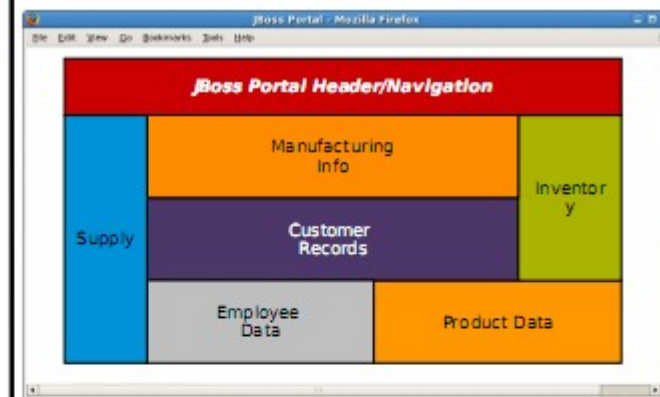 JBoss Portal - Mozilla Firefox
File Edit View Go Bookmarks Tools Help
JBoss Portal Header/Navigation
Manufacturing
Info
Inventor
y
Supply
Customer
Records
Employee
Data
Product Data